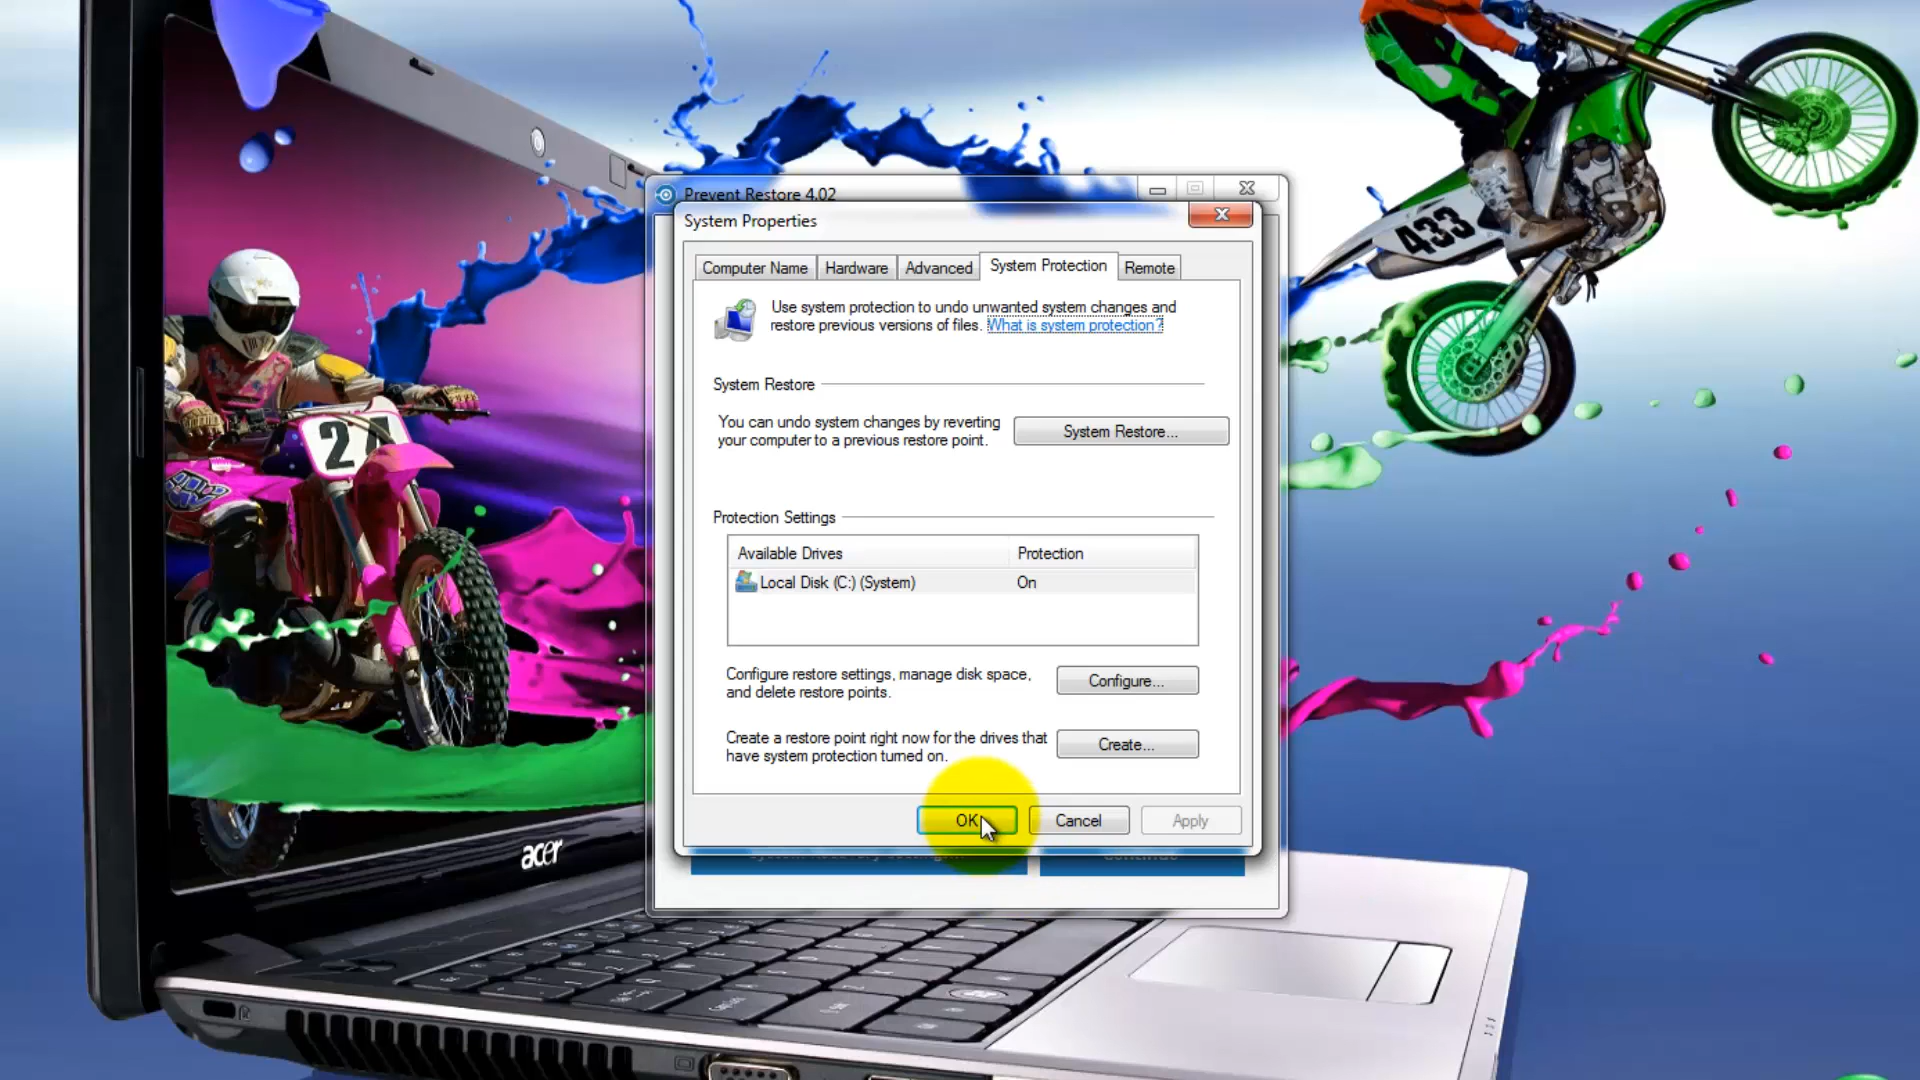 Prevent Restore 4.02
System Properties
Computer Name
Hardware
Advanced
System Protection
Remote
Use system protection to undo unwanted system changes and
restore previous versions of files. What is system protection?
System Restore
You can undo system changes by reverting
your computer to a previous restore point.
System Restore...
Protection Settings
Available Drives
Protection
Local Disk (C:) (System)
On
Configure restore settings, manage disk space,
and delete restore points.
Configure...
Create a restore point right now for the drives that
have system protection turned on.
Create...
OK
Cancel
Apply
433
24
acer